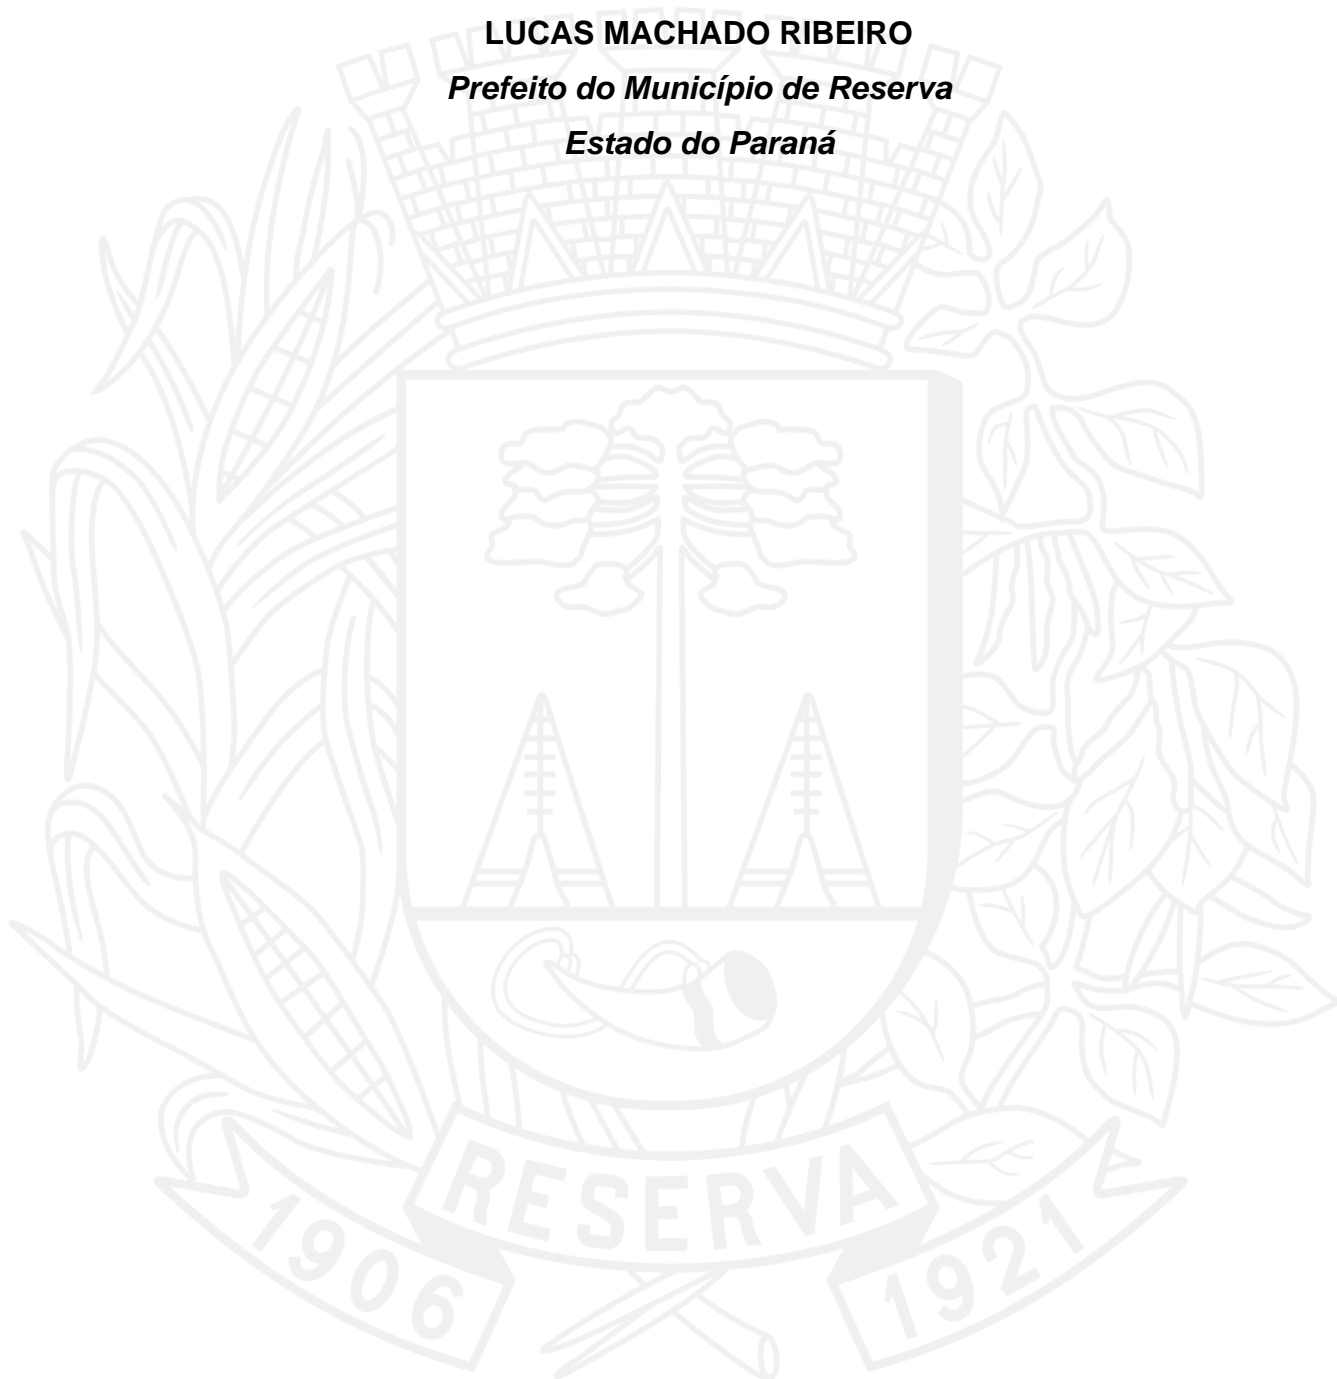 LUCAS MACHADO RIBEIRO
Prefeito do Município de Reserva
Estado do Paraná
RESERVA
1906
1921